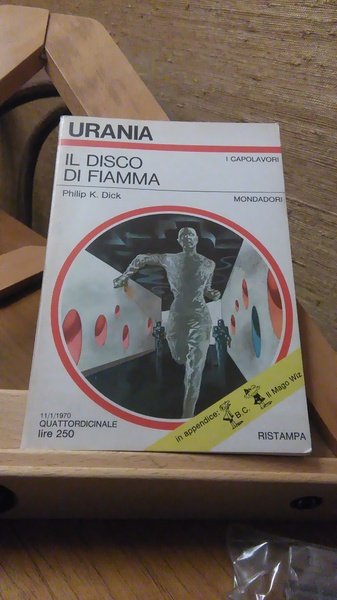 URANIA
IL DISCO
DI FIAMMA
I CAPOLAVORI
Philip K. Dick
MONDADORI
11/1/1970
QUATTORDICINALE
lire 250
in appendice: B.C. Il Mago Wiz
RISTAMPA